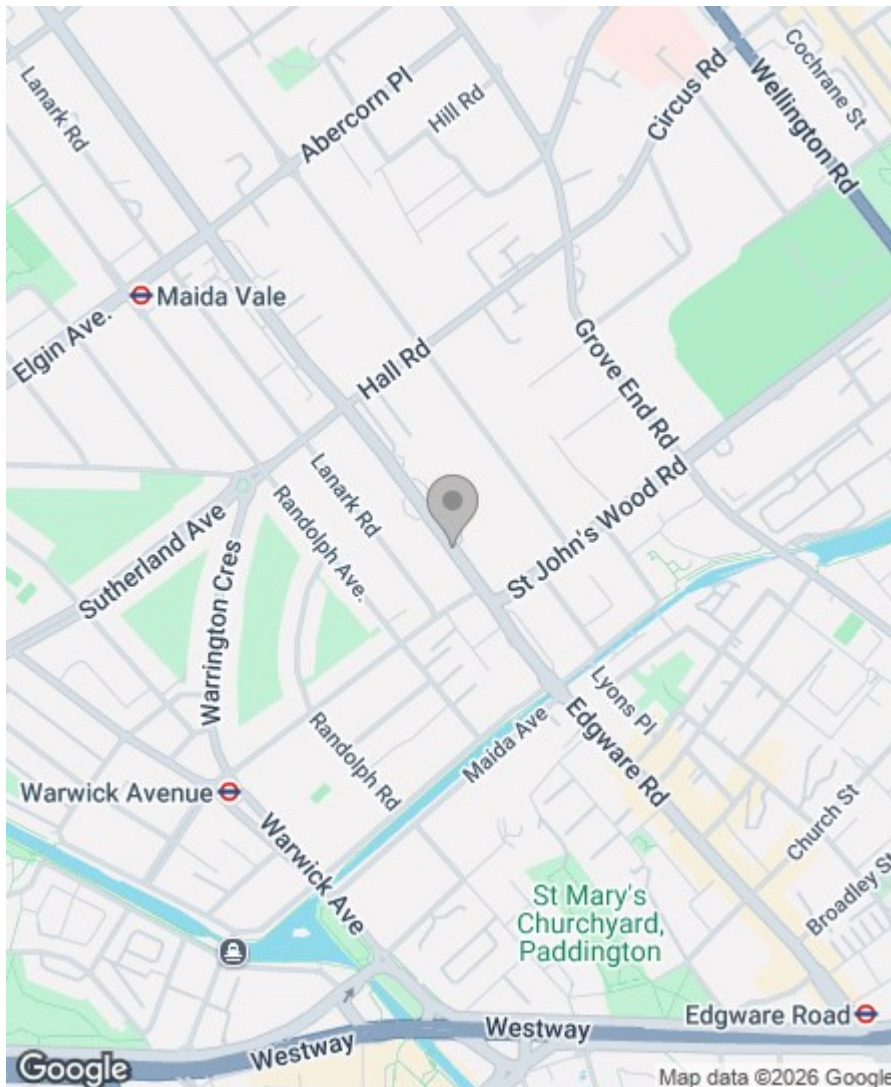 Cochrane St
Wellington Rd
Circus Rd
Lanark Rd
Abercorn Pl
Hill Rd
Maida Vale
Elgin Ave.
Hall Rd
Grove End Rd
Lanark Rd
Randolph Ave.
St John's Wood Rd
Sutherland Ave
Warrington Cres
Lyons Pl
Maida Ave
Edgware Rd
Randolph Rd
Warwick Avenue
Warwick Ave
Church St
Broadley St
St Mary's
Churchyard,
Paddington
Edgware Road
Westway
Westway
Google
Map data ©2026 Google